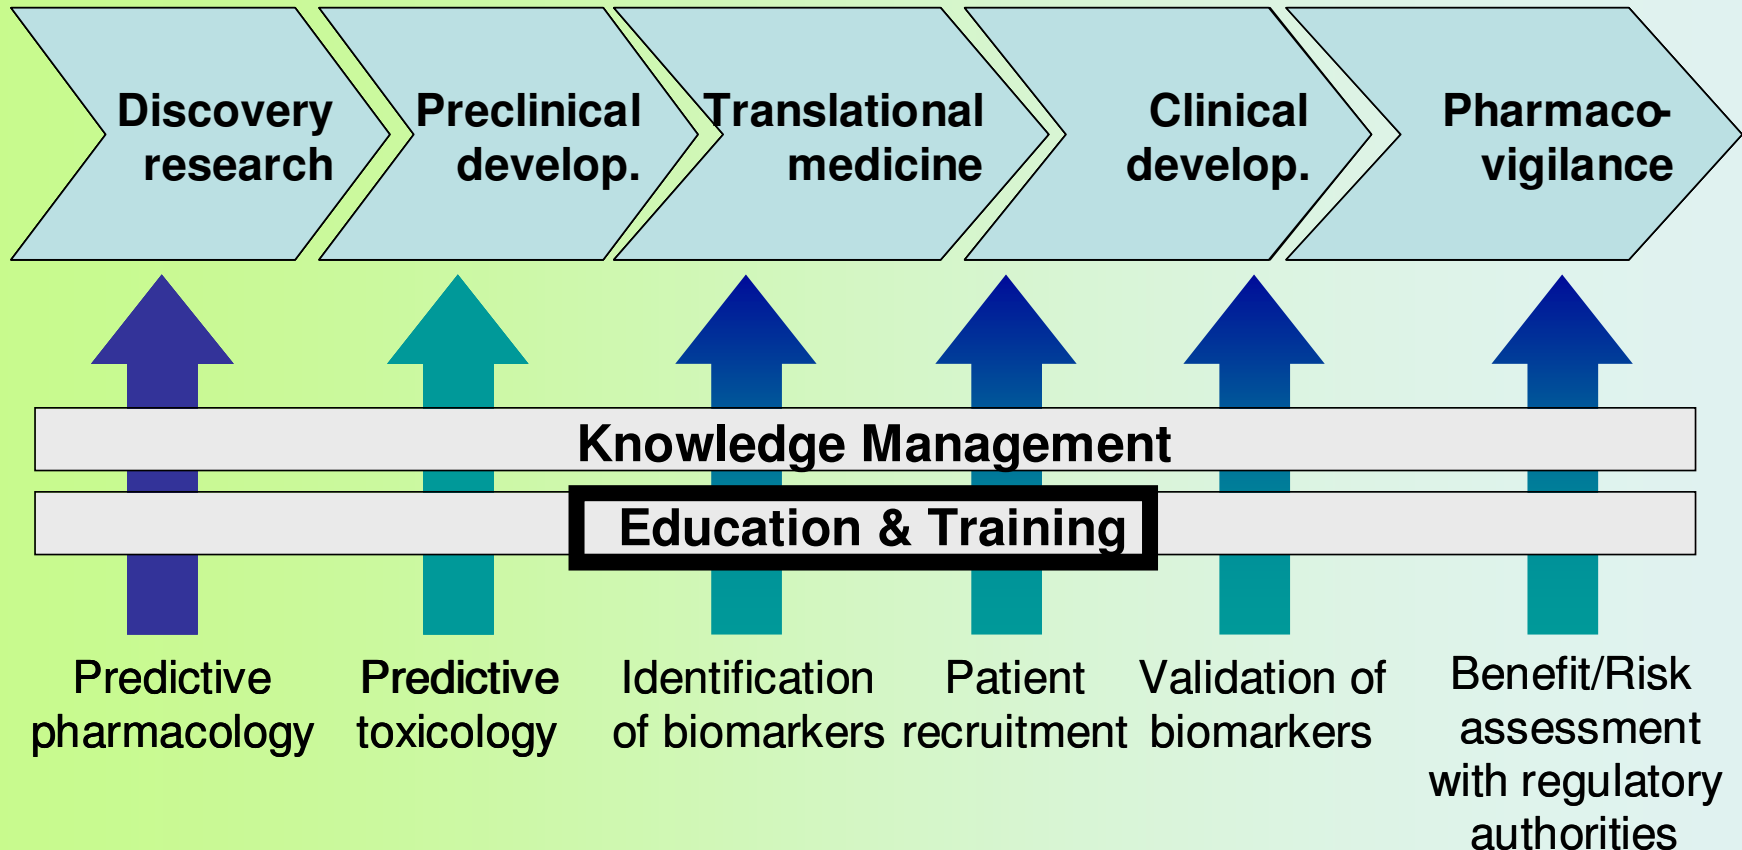 Discovery
research
Preclinical
develop.
Translational
medicine
Clinical
develop.
Pharmaco-
vigilance
Knowledge Management
Education & Training
Predictive
pharmacology
Predictive
toxicology
Identification
of biomarkers
Patient
recruitment
Validation of
biomarkers
Benefit/Risk
assessment
with regulatory
authorities